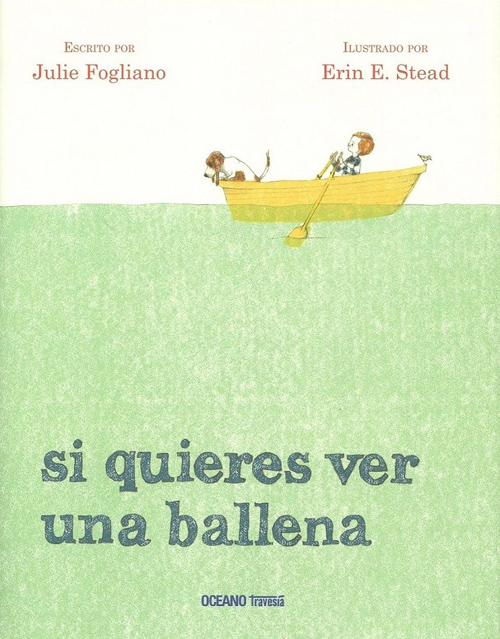 ESCRITO POR
Julie Fogliano
ILUSTRADO POR
Erin E. Stead
si quieres ver
una ballena
OCEANO Travesía